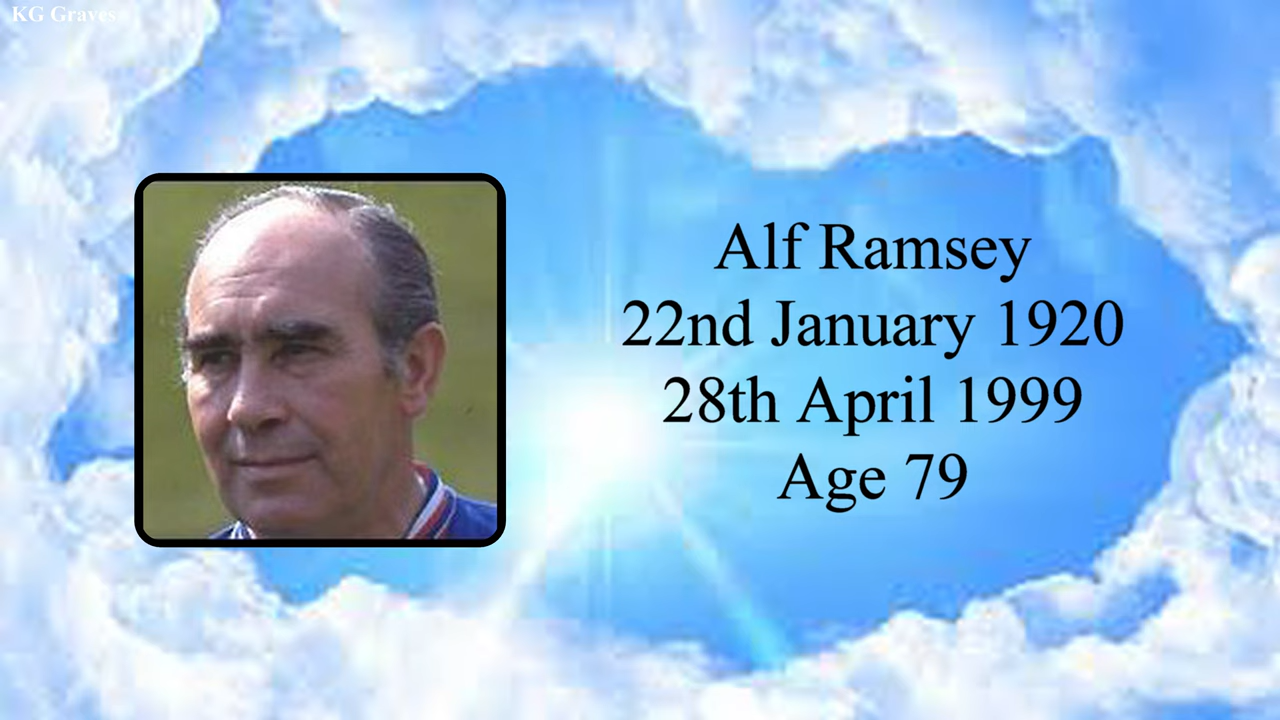 KG Graves
Alf Ramsey
22nd January 1920
28th April 1999
Age 79